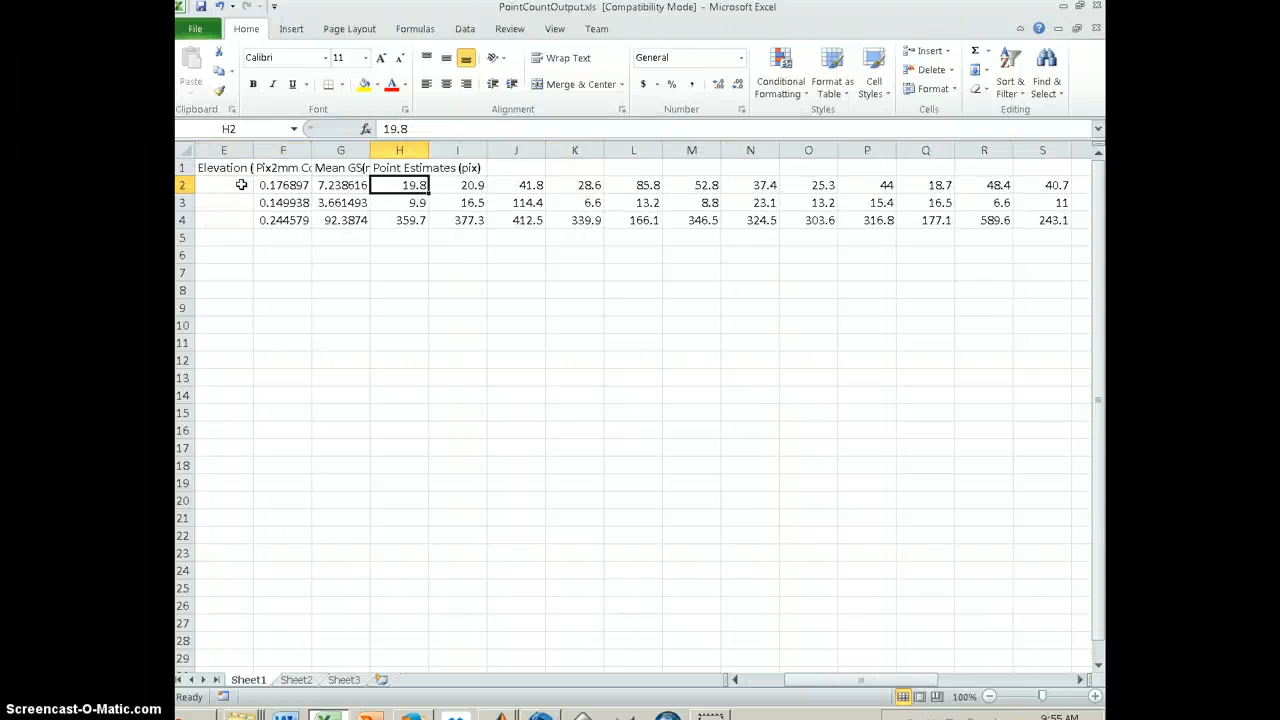 PointCountOutput.xls [Compatibility Mode] - Microsoft Excel
File Home Insert Page Layout Formulas Data Review View Team
Calibri 11 Wrap Text General Insert
Paste Conditional Format as Cell Delete Sort & Find &
B I U Merge & Center $ % , Formatting Table Styles Format Filter Select
Clipboard Font Alignment Number Styles Cells Editing
H2 fx 19.8
E F G H I J K L M N O P Q R S
1 Elevation ( Pix2mm Co Mean GS(r Point Estimates (pix)
2 0.176897 7.238616 19.8 20.9 41.8 28.6 85.8 52.8 37.4 25.3 44 18.7 48.4 40.7
3 0.149938 3.661493 9.9 16.5 114.4 6.6 13.2 8.8 23.1 13.2 15.4 16.5 6.6 11
4 0.244579 92.3874 359.7 377.3 412.5 339.9 166.1 346.5 324.5 303.6 177.1 589.6 243.1
5
6
7
8
9
10
11
12
13
14
15
16
17
18
19
20
21
22
23
24
25
26
27
28
29
Sheet1 Sheet2 Sheet3
Ready 100%
Screencast-O-Matic.com 9:55 AM